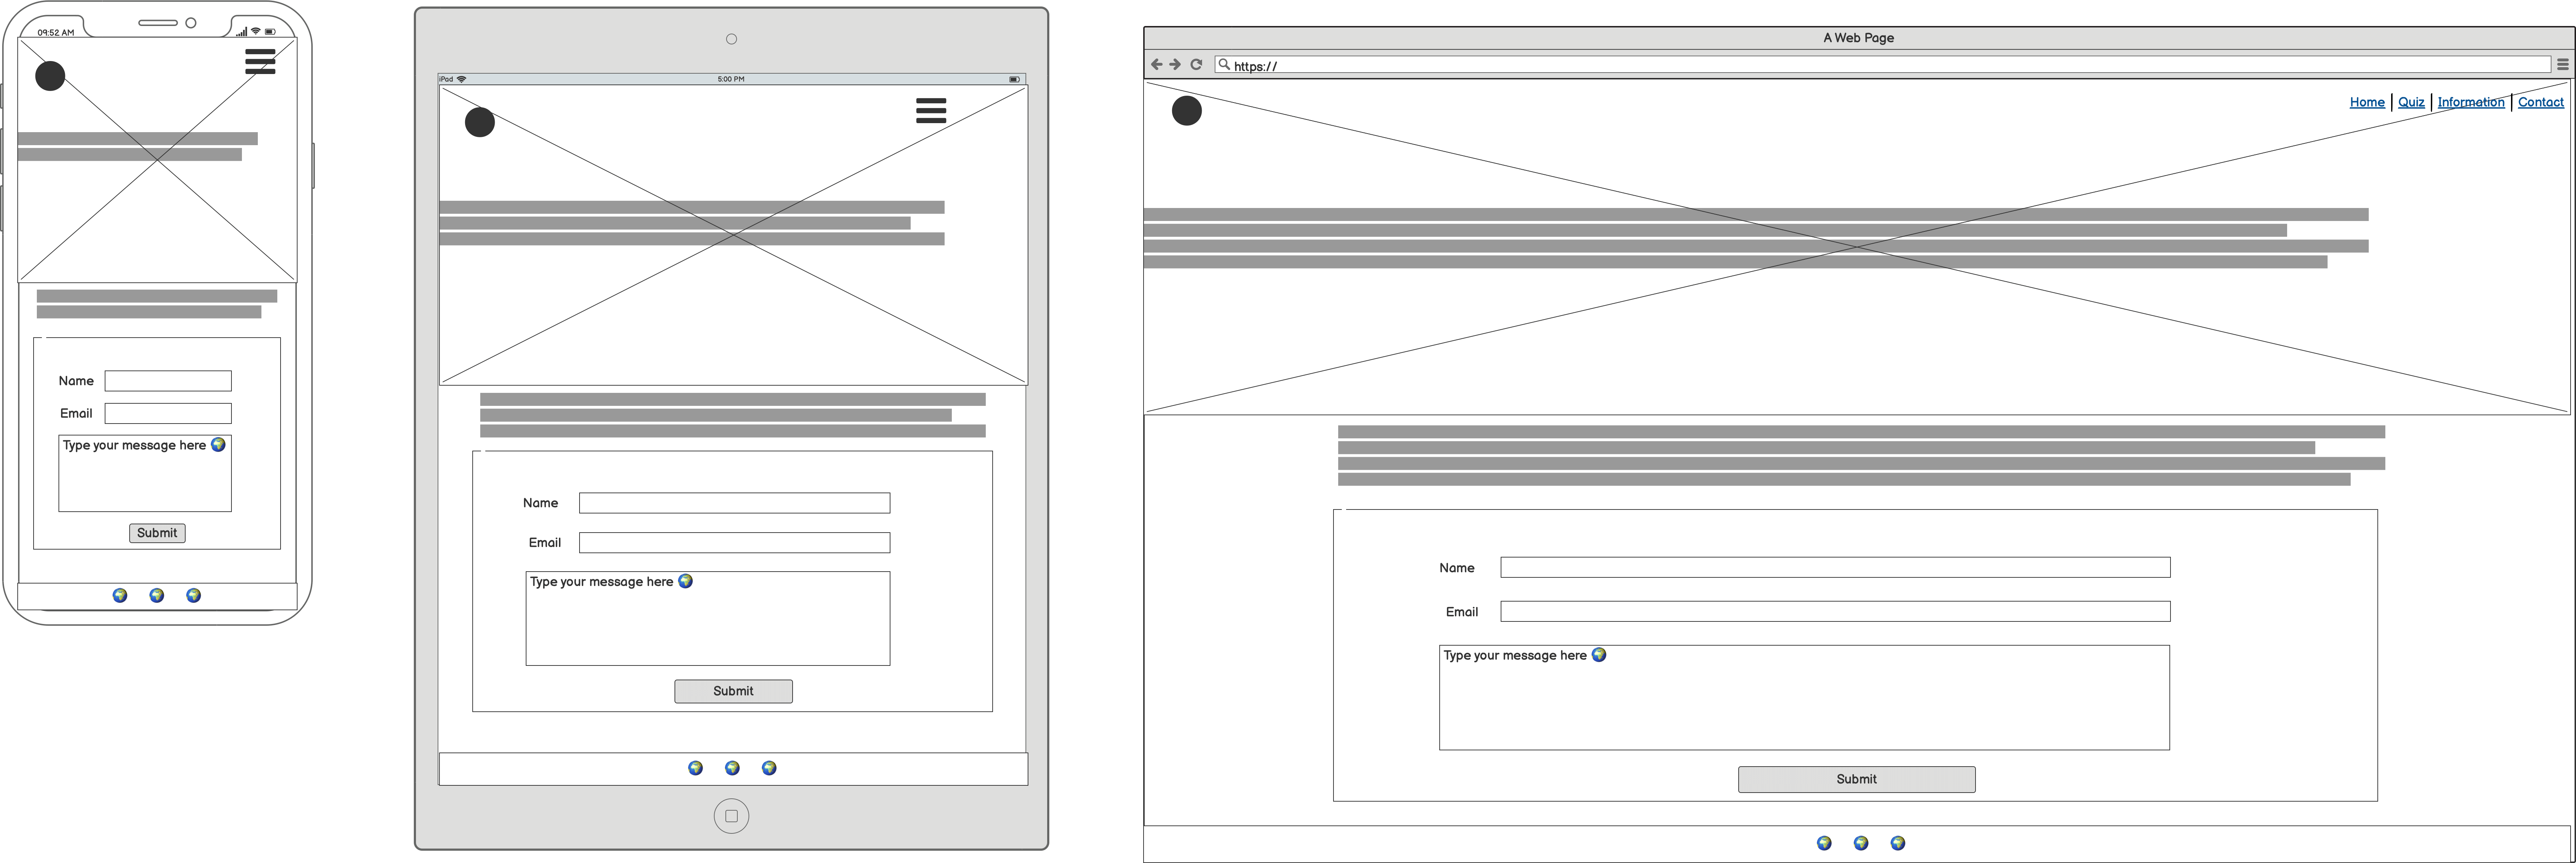 09:52 AM
Name
Email
Type your message here
Submit
iPad
5:00 PM
Name
Email
Type your message here
Submit
A Web Page
https://
Home | Quiz | Information | Contact
Name
Email
Type your message here
Submit